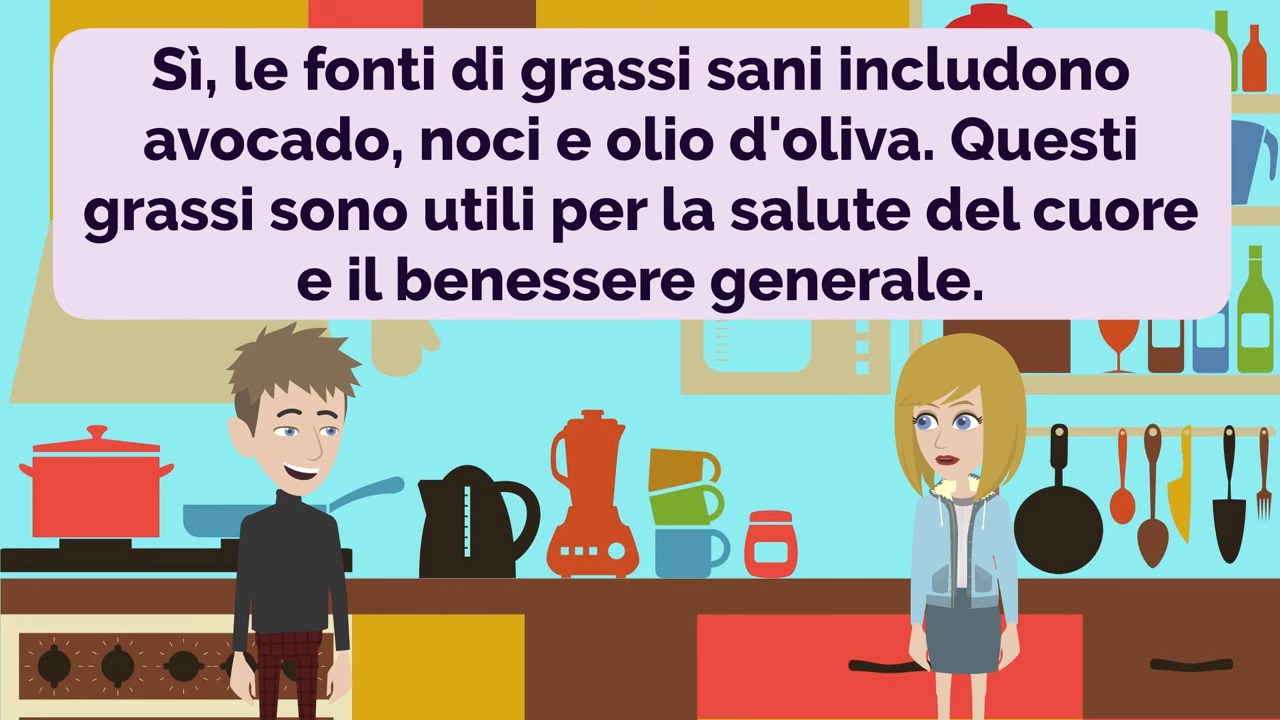 Sì, le fonti di grassi sani includono
avocado, noci e olio d'oliva. Questi
grassi sono utili per la salute del cuore
e il benessere generale.